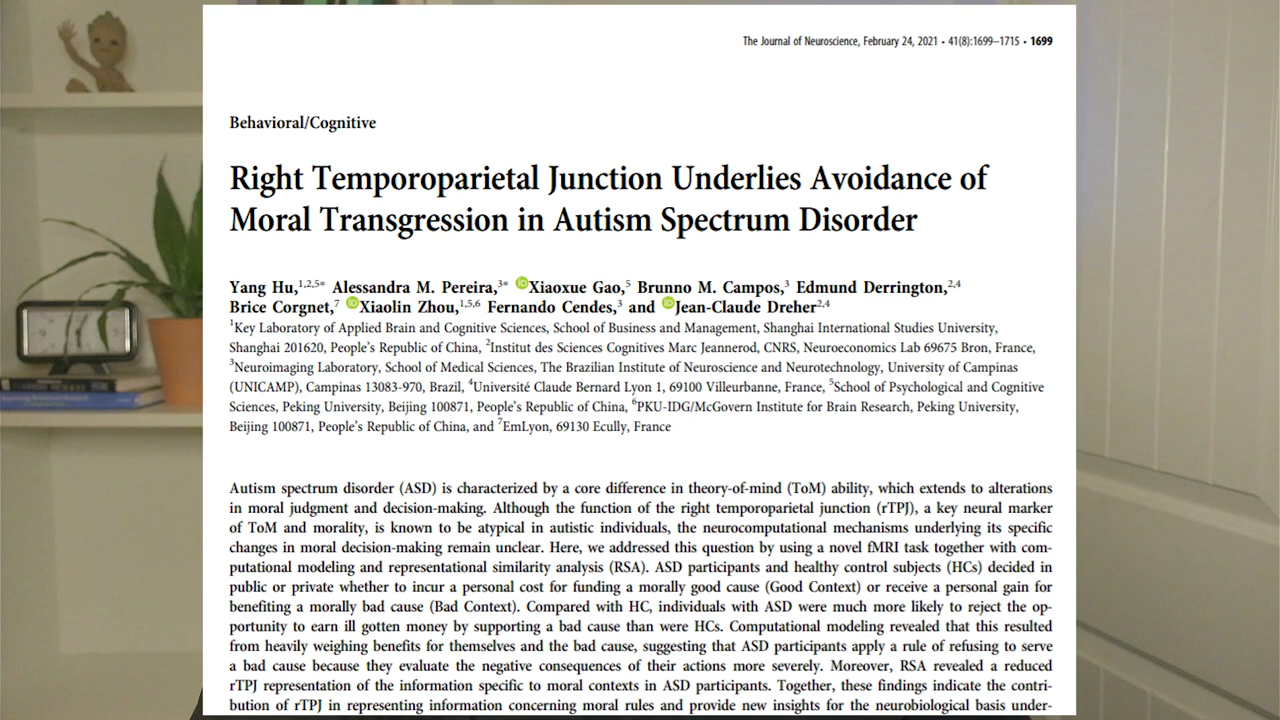 The Journal of Neuroscience, February 24, 2021 • 41(8):1699–1715 • 1699
Behavioral/Cognitive
Right Temporoparietal Junction Underlies Avoidance of
Moral Transgression in Autism Spectrum Disorder
Yang Hu,1,2,5* Alessandra M. Pereira,3* iD Xiaoxue Gao,5 Brunno M. Campos,3 Edmund Derrington,2,4
Brice Corgnet,7 iD Xiaolin Zhou,1,5,6 Fernando Cendes,3 and iD Jean-Claude Dreher2,4
1Key Laboratory of Applied Brain and Cognitive Sciences, School of Business and Management, Shanghai International Studies University,
Shanghai 201620, People's Republic of China, 2Institut des Sciences Cognitives Marc Jeannerod, CNRS, Neuroeconomics Lab 69675 Bron, France,
3Neuroimaging Laboratory, School of Medical Sciences, The Brazilian Institute of Neuroscience and Neurotechnology, University of Campinas
(UNICAMP), Campinas 13083-970, Brazil, 4Université Claude Bernard Lyon 1, 69100 Villeurbanne, France, 5School of Psychological and Cognitive
Sciences, Peking University, Beijing 100871, People's Republic of China, 6PKU-IDG/McGovern Institute for Brain Research, Peking University,
Beijing 100871, People's Republic of China, and 7EmLyon, 69130 Ecully, France
Autism spectrum disorder (ASD) is characterized by a core difference in theory-of-mind (ToM) ability, which extends to alterations
in moral judgment and decision-making. Although the function of the right temporoparietal junction (rTPJ), a key neural marker
of ToM and morality, is known to be atypical in autistic individuals, the neurocomputational mechanisms underlying its specific
changes in moral decision-making remain unclear. Here, we addressed this question by using a novel fMRI task together with com-
putational modeling and representational similarity analysis (RSA). ASD participants and healthy control subjects (HCs) decided in
public or private whether to incur a personal cost for funding a morally good cause (Good Context) or receive a personal gain for
benefiting a morally bad cause (Bad Context). Compared with HC, individuals with ASD were much more likely to reject the op-
portunity to earn ill gotten money by supporting a bad cause than were HCs. Computational modeling revealed that this resulted
from heavily weighing benefits for themselves and the bad cause, suggesting that ASD participants apply a rule of refusing to serve
a bad cause because they evaluate the negative consequences of their actions more severely. Moreover, RSA revealed a reduced
rTPJ representation of the information specific to moral contexts in ASD participants. Together, these findings indicate the contri-
bution of rTPJ in representing information concerning moral rules and provide new insights for the neurobiological basis under-